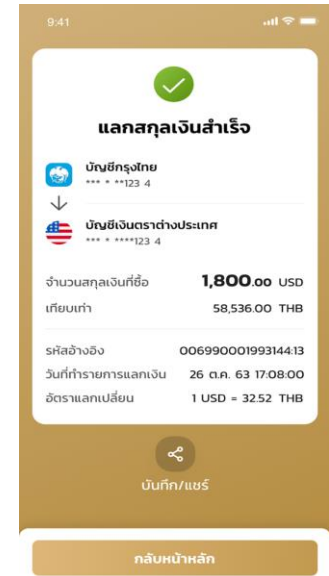 9:41
แลกสกุลเงินสำเร็จ
บัญชีกรุงไทย
*** * **123 4
บัญชีเงินตราต่างประเทศ
*** * ****123 4
จำนวนสกุลเงินที่ซื้อ 1,800.00 USD
เทียบเท่า 58,536.00 THB
รหัสอ้างอิง 006990001993144:13
วันที่ทำรายการแลกเงิน 26 ต.ค. 63 17:08:00
อัตราแลกเปลี่ยน 1 USD = 32.52 THB
บันทึก/แชร์
กลับหน้าหลัก